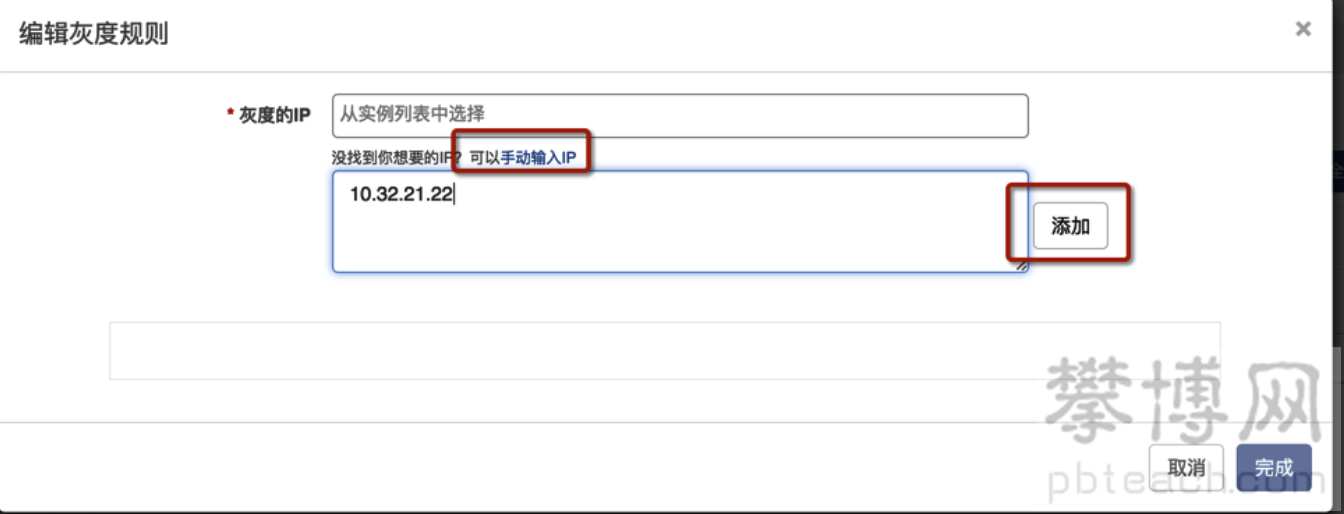 编辑灰度规则
×
* 灰度的IP
从实例列表中选择
没找到你想要的IP？可以手动输入IP
10.32.21.22
添加
攀博网
pbteach.com
取消
完成